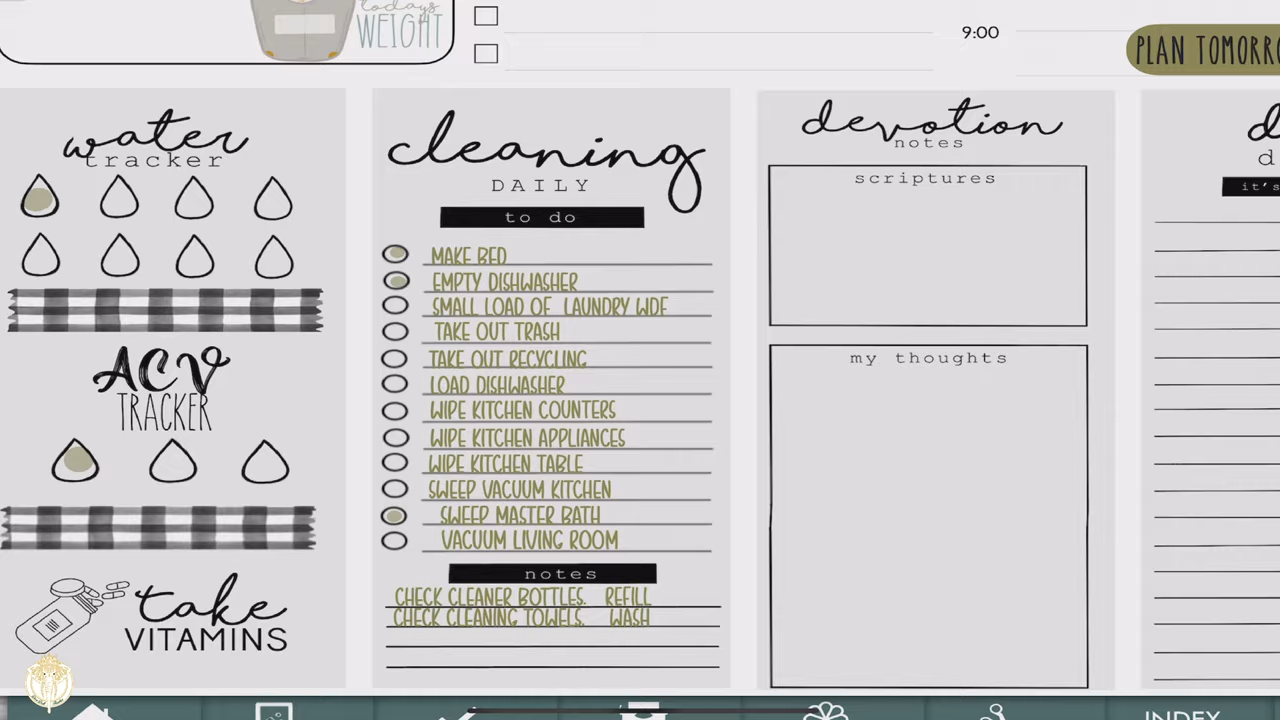 todays
WEIGHT
9:00
PLAN TOMORRO
water
tracker
ACV
TRACKER
take
VITAMINS
cleaning
DAILY
to do
MAKE BED
EMPTY DISHWASHER
SMALL LOAD OF LAUNDRY WDF
TAKE OUT TRASH
TAKE OUT RECYCLING
LOAD DISHWASHER
WIPE KITCHEN COUNTERS
WIPE KITCHEN APPLIANCES
WIPE KITCHEN TABLE
SWEEP VACUUM KITCHEN
SWEEP MASTER BATH
VACUUM LIVING ROOM
notes
CHECK CLEANER BOTTLES. REFILL
CHECK CLEANING TOWELS. WASH
devotion
notes
scriptures
my thoughts
d
d
it's
INDEX